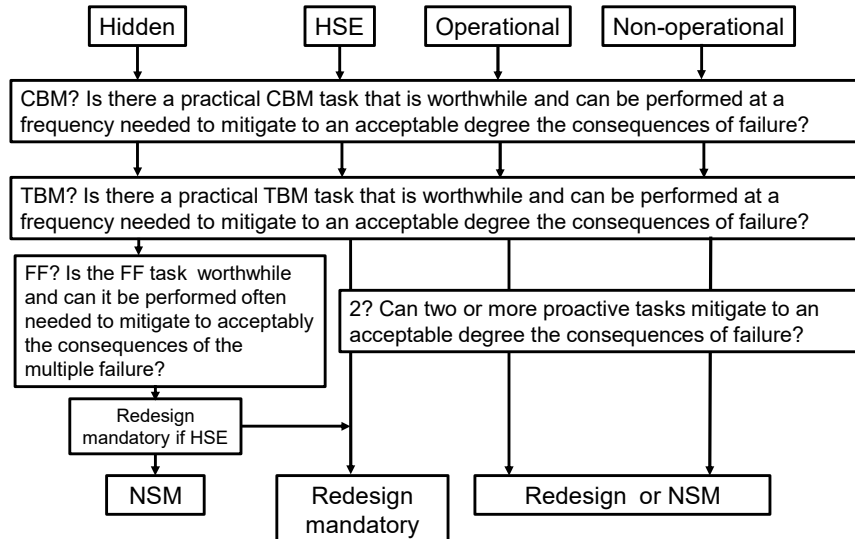 Hidden
HSE
Operational
Non-operational
CBM? Is there a practical CBM task that is worthwhile and can be performed at a
frequency needed to mitigate to an acceptable degree the consequences of failure?
TBM? Is there a practical TBM task that is worthwhile and can be performed at a
frequency needed to mitigate to an acceptable degree the consequences of failure?
FF? Is the FF task worthwhile
and can it be performed often
needed to mitigate to acceptably
the consequences of the
multiple failure?
2? Can two or more proactive tasks mitigate to an
acceptable degree the consequences of failure?
Redesign
mandatory if HSE
NSM
Redesign
mandatory
Redesign or NSM